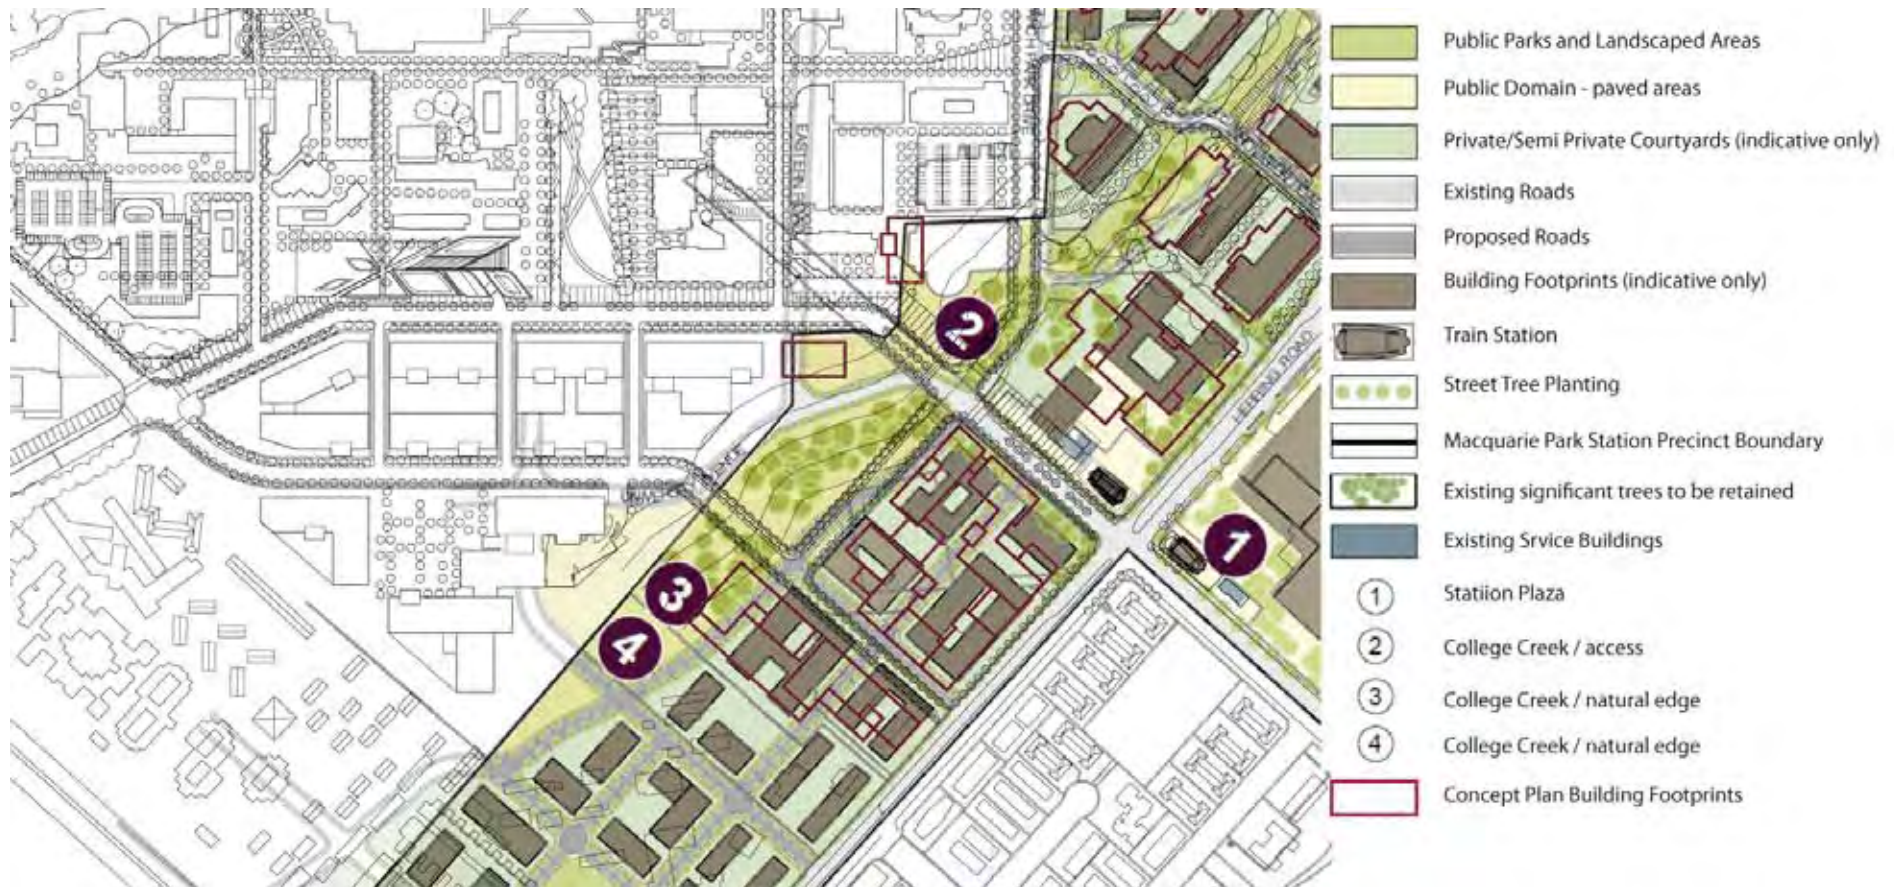 Public Parks and Landscaped Areas
Public Domain - paved areas
Private/Semi Private Courtyards (indicative only)
Existing Roads
Proposed Roads
Building Footprints (indicative only)
Train Station
Street Tree Planting
Macquarie Park Station Precinct Boundary
Existing significant trees to be retained
Existing Srvice Buildings
1 Statiion Plaza
2 College Creek / access
3 College Creek / natural edge
4 College Creek / natural edge
Concept Plan Building Footprints
2
HERRING ROAD
1
3
4